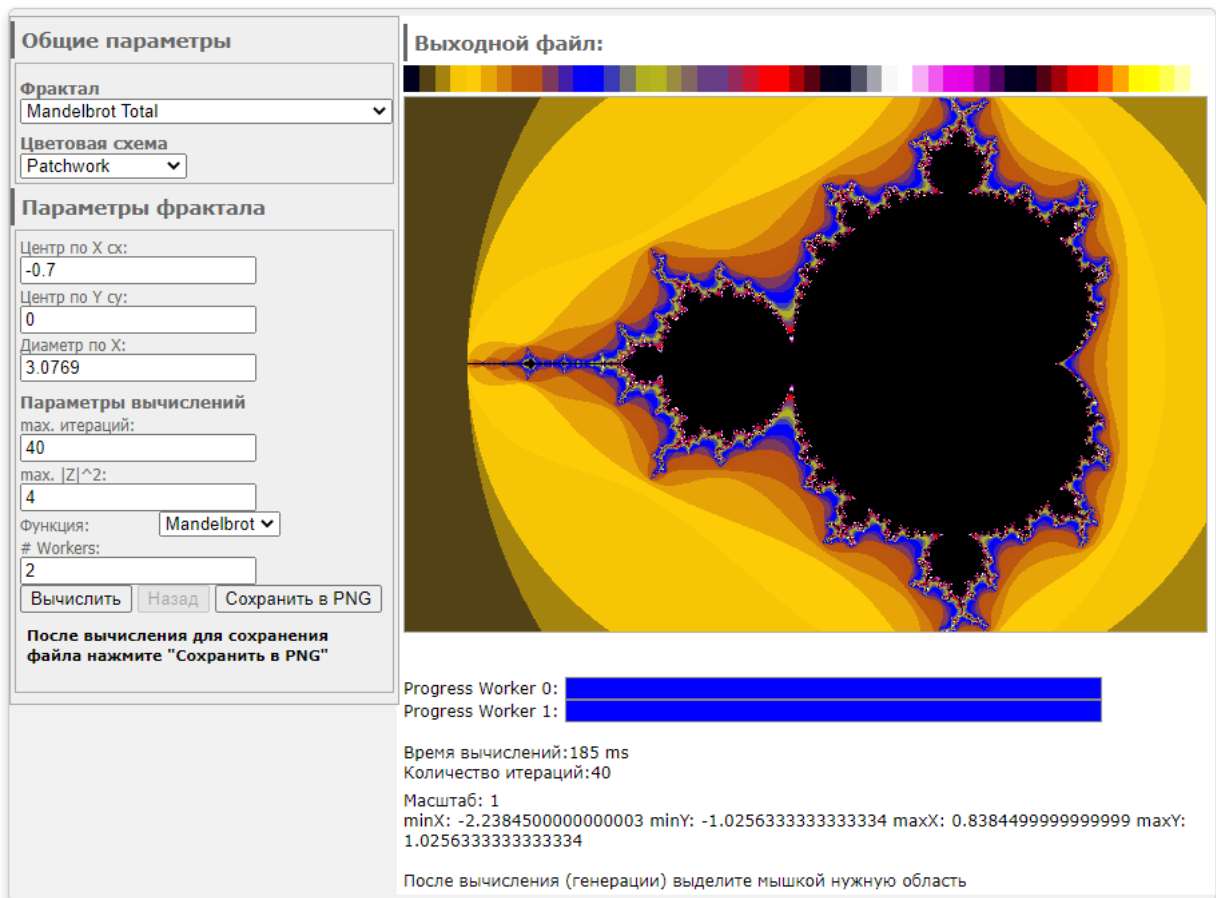 Общие параметры
Фрактал
Mandelbrot Total
Цветовая схема
Patchwork
Параметры фрактала
Центр по X cx:
-0.7
Центр по Y cy:
0
Диаметр по X:
3.0769
Параметры вычислений
max. итераций:
40
max. |Z|^2:
4
Функция: Mandelbrot
# Workers:
2
Вычислить Назад Сохранить в PNG
После вычисления для сохранения
файла нажмите "Сохранить в PNG"
Выходной файл:
Progress Worker 0:
Progress Worker 1:
Время вычислений:185 ms
Количество итераций:40
Масштаб: 1
minX: -2.2384500000000003 minY: -1.0256333333333334 maxX: 0.8384499999999999 maxY:
1.0256333333333334
После вычисления (генерации) выделите мышкой нужную область